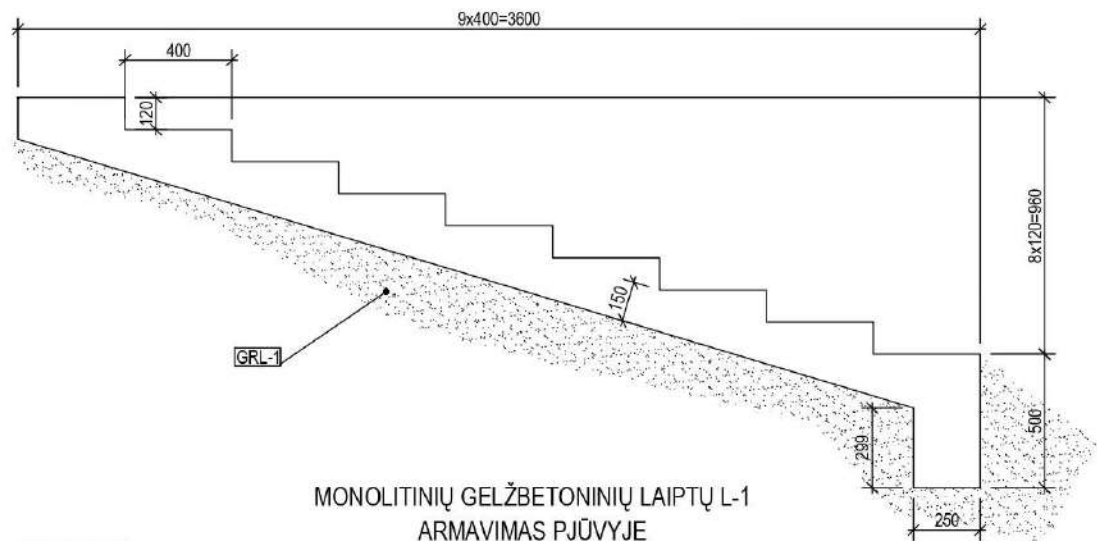 9x400=3600
400
120
8x120=960
150
GRL-1
299
500
250
MONOLITINIŲ GELŽBETONINIŲ LAIPTŲ L-1
ARMAVIMAS PJŪVYJE